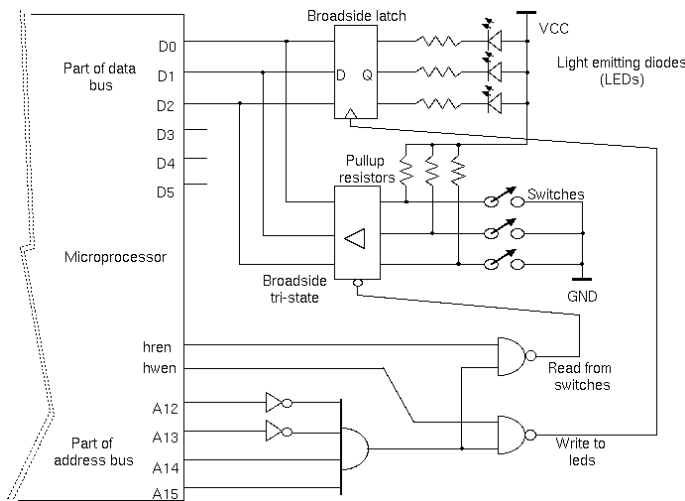 Broadside latch
VCC
D0
Part of data
bus
D1
D Q
Light emitting diodes
(LEDs)
D2
D3
D4
D5
Pullup
resistors
Switches
Microprocessor
Broadside
tri-state
GND
hren
hwen
Read from
switches
A12
A13
Part of
address bus
A14
A15
Write to
leds